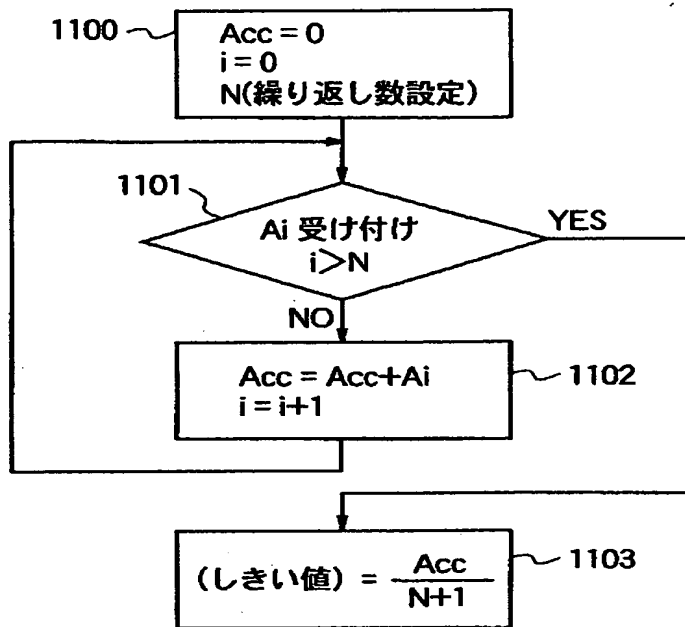 1100
Acc = 0
i = 0
N(繰り返し数設定)
1101
Ai 受け付け
i>N
YES
NO
Acc = Acc+Ai
i = i+1
1102
(しきい値) = Acc
N+1
1103